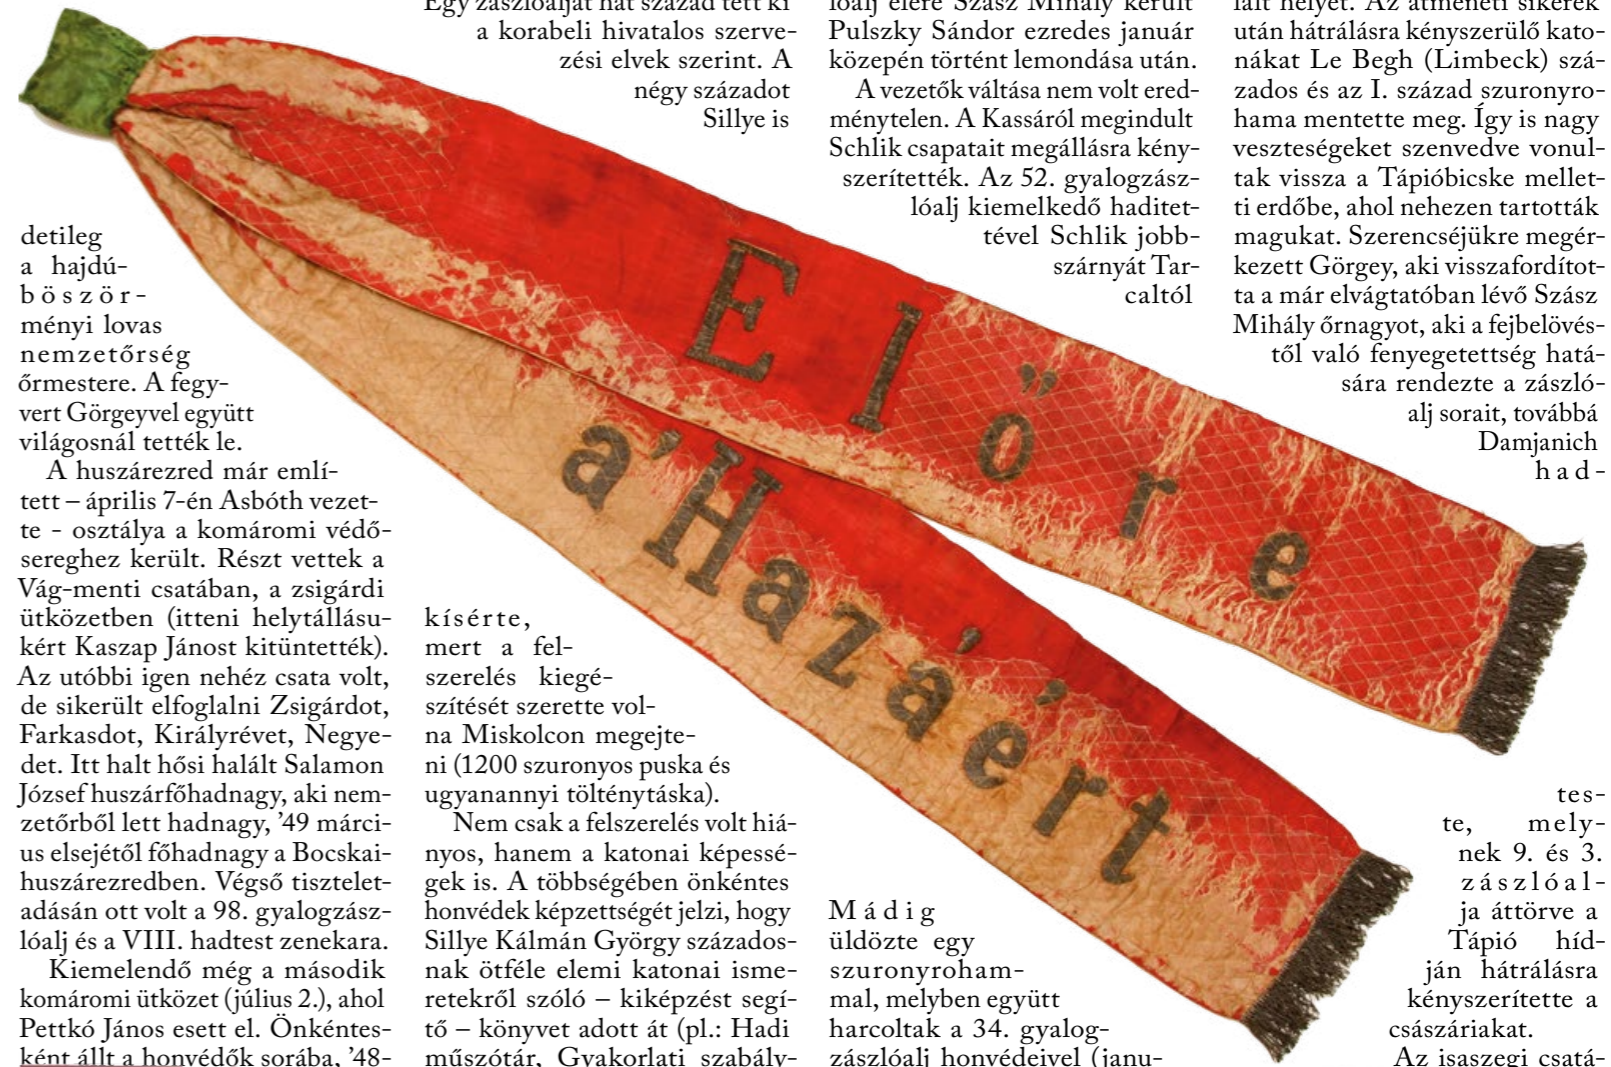 detileg
a hajdú-
böször-
ményi lovas
nemzetőrség
őrmestere. A fegy-
vert Görgeyvel együtt
világosnál tették le.
A huszárezred már emlí-
tett – április 7-én Asbóth vezet-
te - osztálya a komáromi védő-
sereghez került. Részt vettek a
Vág-menti csatában, a zsigárdi
ütközetben (itteni helytállásu-
kért Kaszap Jánost kitüntették).
Az utóbbi igen nehéz csata volt,
de sikerült elfoglalni Zsigárdot,
Farkasdot, Királyrévet, Negye-
det. Itt halt hősi halált Salamon
József huszárfőhadnagy, aki nem-
zetőrből lett hadnagy, ’49 márci-
us elsejétől főhadnagy a Bocskai-
huszárezredben. Végső tisztelet-
adásán ott volt a 98. gyalogzász-
lóalj és a VIII. hadtest zenekara.
Kiemelendő még a második
komáromi ütközet (július 2.), ahol
Pettkó János esett el. Önkéntes-
ként állt a honvédők sorába, ’48-
Egy zászlóalját hat század tett ki
a korabeli hivatalos szerve-
zési elvek szerint. A
négy századot
Sillye is
kísérte,
mert a fel-
szerelés kiegé-
szítését szerette vol-
na Miskolcon megejte-
ni (1200 szuronyos puska és
ugyanannyi tölténytáska).
Nem csak a felszerelés volt hiá-
nyos, hanem a katonai képessé-
gek is. A többségében önkéntes
honvédek képzettségét jelzi, hogy
Sillye Kálmán György százados-
nak ötféle elemi katonai isme-
retekről szóló – kiképzést segí-
tő – könyvet adott át (pl.: Hadi
műszótár, Gyakorlati szabály-
lóalj élére Szász Mihály került
Pulszky Sándor ezredes január
közepén történt lemondása után.
A vezetők váltása nem volt ered-
ménytelen. A Kassáról megindult
Schlik csapatait megállásra kény-
szerítették. Az 52. gyalogzász-
lóalj kiemelkedő haditet-
tével Schlik jobb-
szárnyát Tar-
caltól
Mádig
üldözte egy
szuronyroham-
mal, melyben együtt
harcoltak a 34. gyalog-
zászlóalj honvédeivel (janu-
lált helyet. Az átmeneti sikerek
után hátrálásra kényszerülő kato-
nákat Le Begh (Limbeck) szá-
zados és az I. század szuronyro-
hama mentette meg. Így is nagy
veszteségeket szenvedve vonul-
tak vissza a Tápióbicske mellet-
ti erdőbe, ahol nehezen tartották
magukat. Szerencséjükre megér-
kezett Görgey, aki visszafordítot-
ta a már elvágtatóban lévő Szász
Mihály őrnagyot, aki a fejbelövés-
től való fenyegetettség hatá-
sára rendezte a zászló-
alj sorait, továbbá
Damjanich
had-
tes-
te, mely-
nek 9. és 3.
zászlóal-
ja áttörve a
Tápió híd-
ján hátrálásra
kényszerítette a
császáriakat.
Az isaszegi csatá-
Előre
a’Hazáért